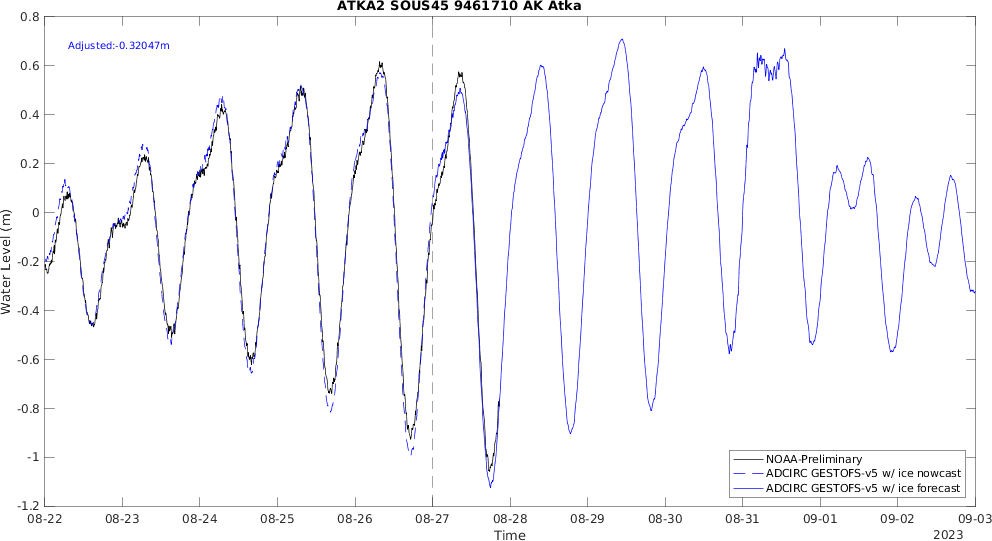 ATKA2 SOUS45 9461710 AK Atka
Adjusted:-0.32047m
0.8
0.6
0.4
0.2
0
-0.2
-0.4
-0.6
-0.8
-1
-1.2
Water Level (m)
NOAA-Preliminary
ADCIRC GESTOFS-v5 w/ ice nowcast
ADCIRC GESTOFS-v5 w/ ice forecast
08-22 08-23 08-24 08-25 08-26 08-27 08-28 08-29 08-30 08-31 09-01 09-02 09-03
Time
2023